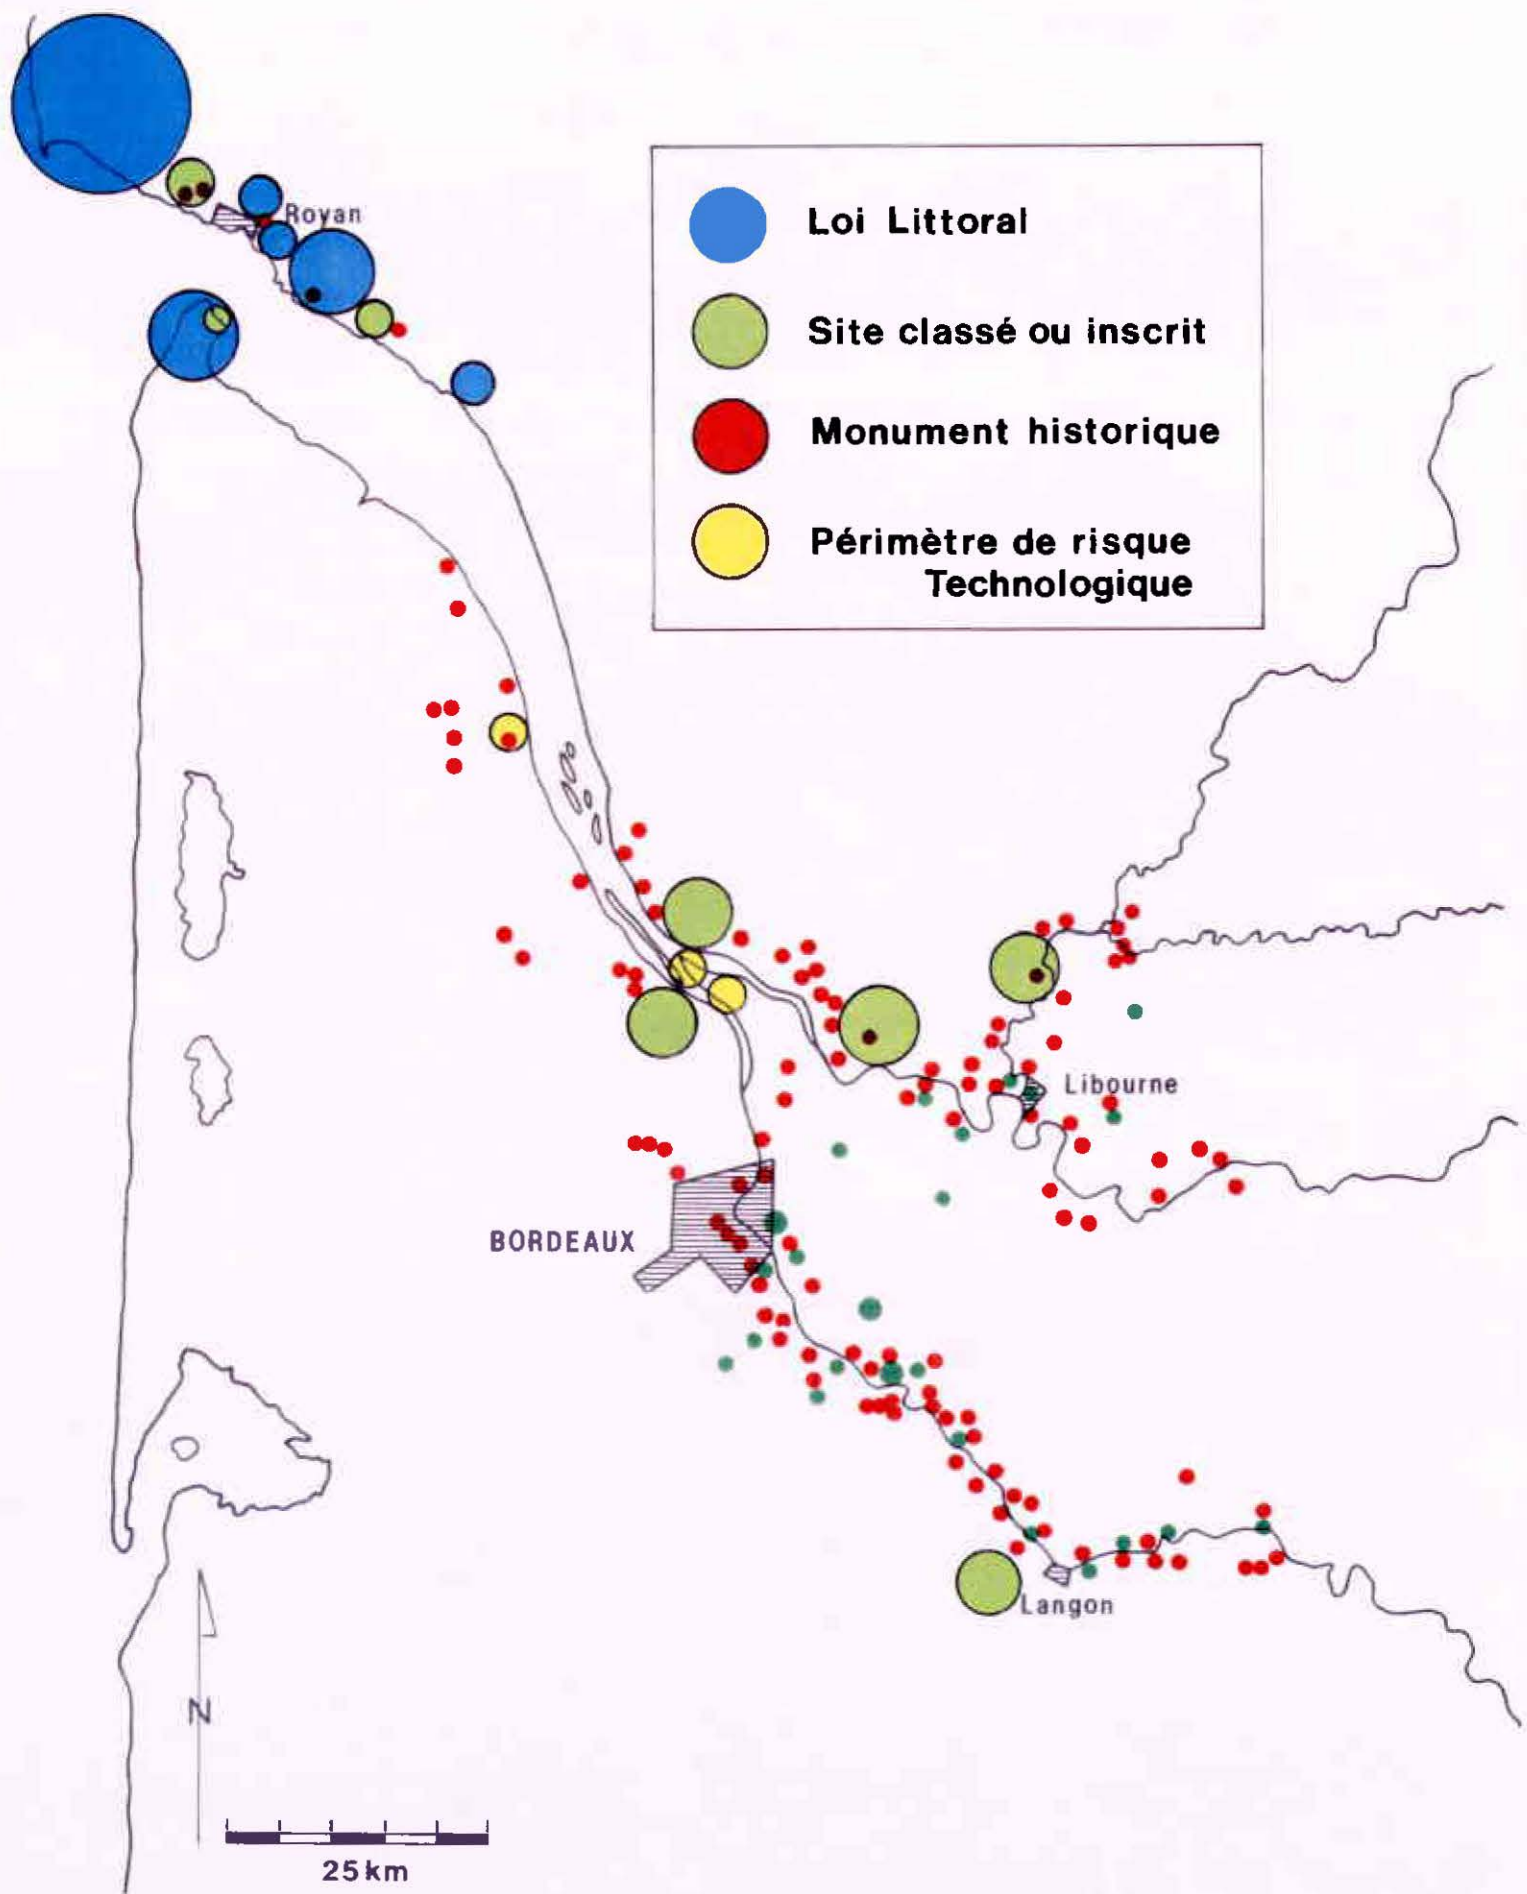 Royan
Loi Littoral
Site classé ou inscrit
Monument historique
Périmètre de risque
Technologique
Libourne
BORDEAUX
Langon
N
25 km